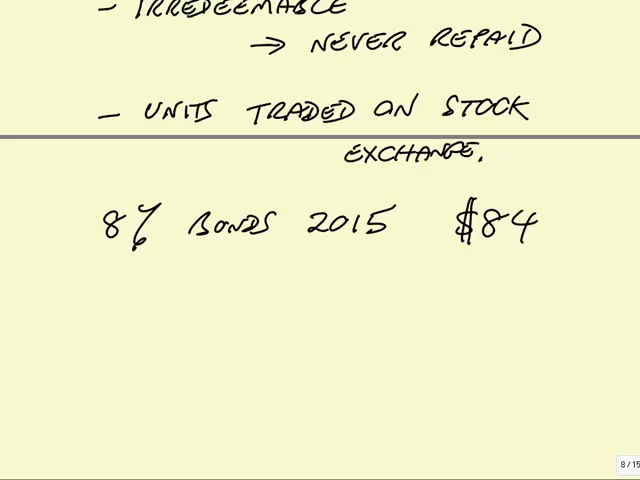 - IRREDEEMABLE
→ NEVER REPAID
- UNITS TRADED ON STOCK
EXCHANGE.
8% BONDS 2015 $84
8 / 15